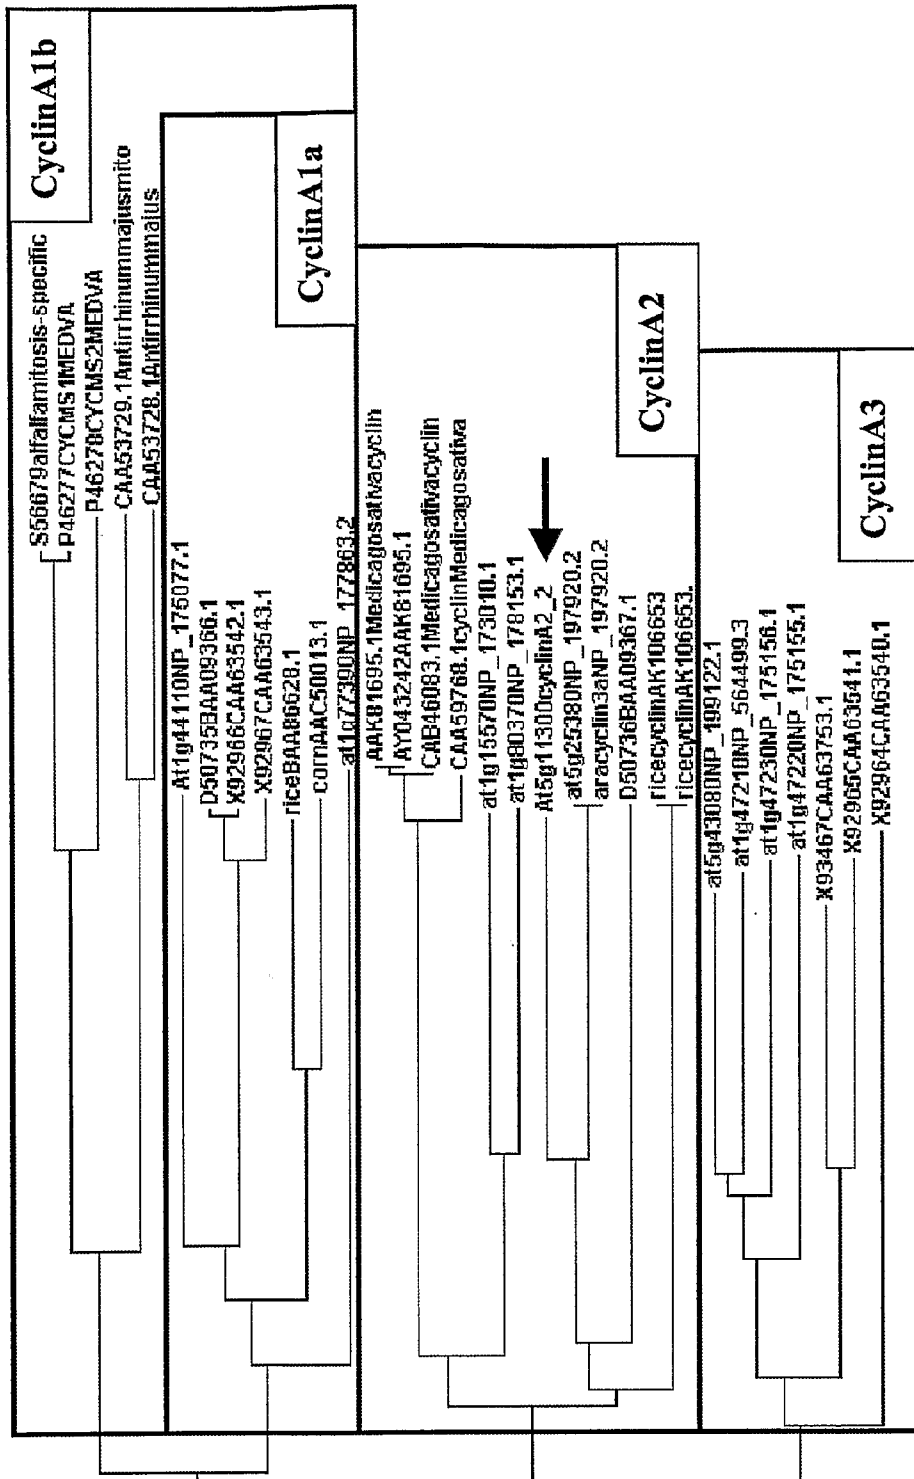 CyclinA1b
S56679alfalfamitosis-specific
P46277CYCMS1MEDVA
P46278CYCMS2MEDVA
CAA53729.1Antirrhinummajusmito
CAA53728.1Antirrhinummajus
CyclinA1a
At1g44110NP_175077.1
D50735BAA09366.1
X92966CAA63542.1
X92967CAA63543.1
riceBAA86628.1
cornAAC50013.1
at1g77390NP_177863.2
CyclinA2
AAK81695.1Medicagosativacyclin
AY043242AAK81695.1
CAB46083.1Medicagosativacyclin
CAA59768.1cyclinMedicagosativa
at1g15570NP_173010.1
at1g80370NP_178153.1
At5g11300cyclinA2_2
at5g25380NP_197920.2
aracyclin3aNP_197920.2
D50736BAA09367.1
ricecyclinAK106653
ricecyclinAK106653.
CyclinA3
at5g43080NP_199122.1
at1g47210NP_564499.3
at1g47230NP_175156.1
at1g47220NP_175155.1
X93467CAA63753.1
X92965CAA63541.1
X92964CAA63540.1